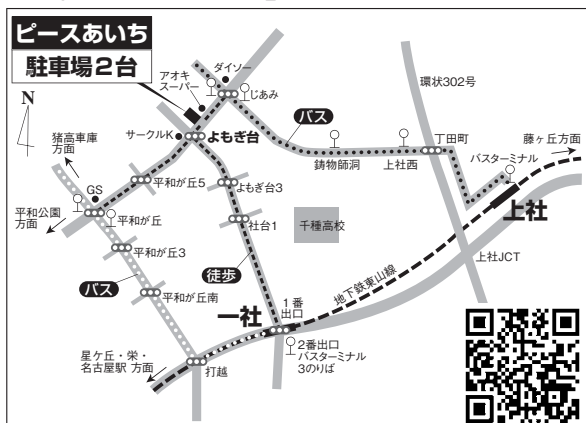 ピースあいち
駐車場2台
N
アオキ
スーパー
ダイソー
じあみ
バス
環状302号
猪高車庫
方面
サークルK
よもぎ台
鋳物師洞
上社西
丁田町
藤ヶ丘方面
バスターミナル
上社
GS
平和が丘5
よもぎ台3
平和公園
方面
平和が丘
社台1
千種高校
平和が丘3
上社JCT
バス
徒歩
平和が丘南
一社
1番
出口
地下鉄東山線
星ケ丘・栄・
名古屋駅 方面
打越
2番出口
バスターミナル
3のりば